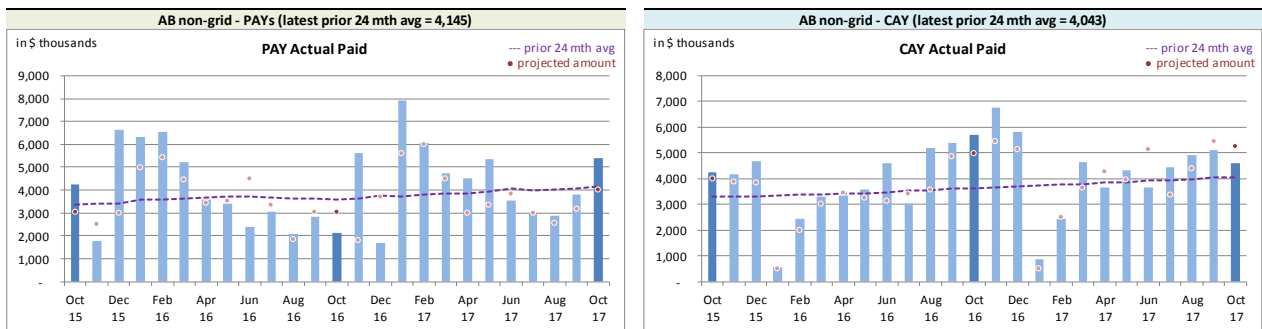 AB non-grid - PAYs (latest prior 24 mth avg = 4,145)
in $ thousands
PAY Actual Paid
--- prior 24 mth avg
projected amount
9,000
8,000
7,000
6,000
5,000
4,000
3,000
2,000
1,000
-
Oct Dec Feb Apr Jun Aug Oct Dec Feb Apr Jun Aug Oct
15 15 16 16 16 16 16 16 17 17 17 17 17
AB non-grid - CAY (latest prior 24 mth avg = 4,043)
in $ thousands
CAY Actual Paid
--- prior 24 mth avg
projected amount
8,000
7,000
6,000
5,000
4,000
3,000
2,000
1,000
-
Oct Dec Feb Apr Jun Aug Oct Dec Feb Apr Jun Aug Oct
15 15 16 16 16 16 16 16 17 17 17 17 17